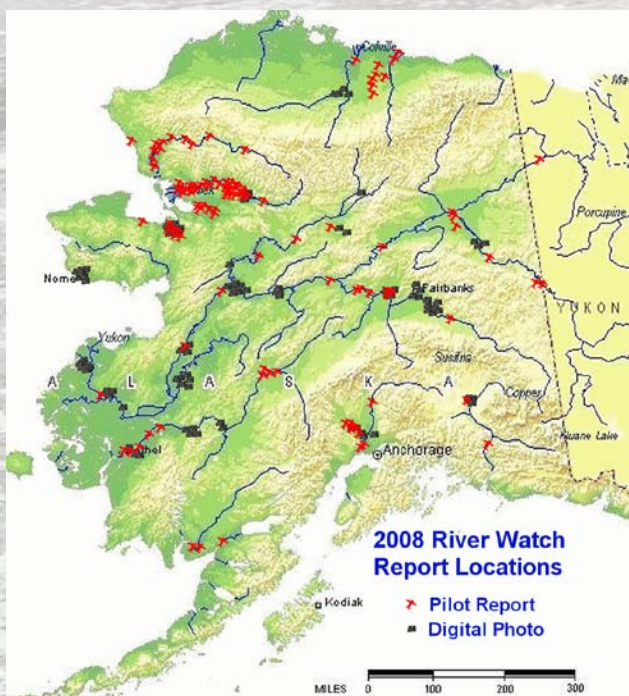 Colville
Ma
Porcupine
Nome
Fairbanks
YUKON
Yukon
Susitna
A L A S K A
Copper
Kluane Lake
Anchorage
2008 River Watch
Report Locations
Kodiak
Pilot Report
Digital Photo
MILES 0 100 200 300